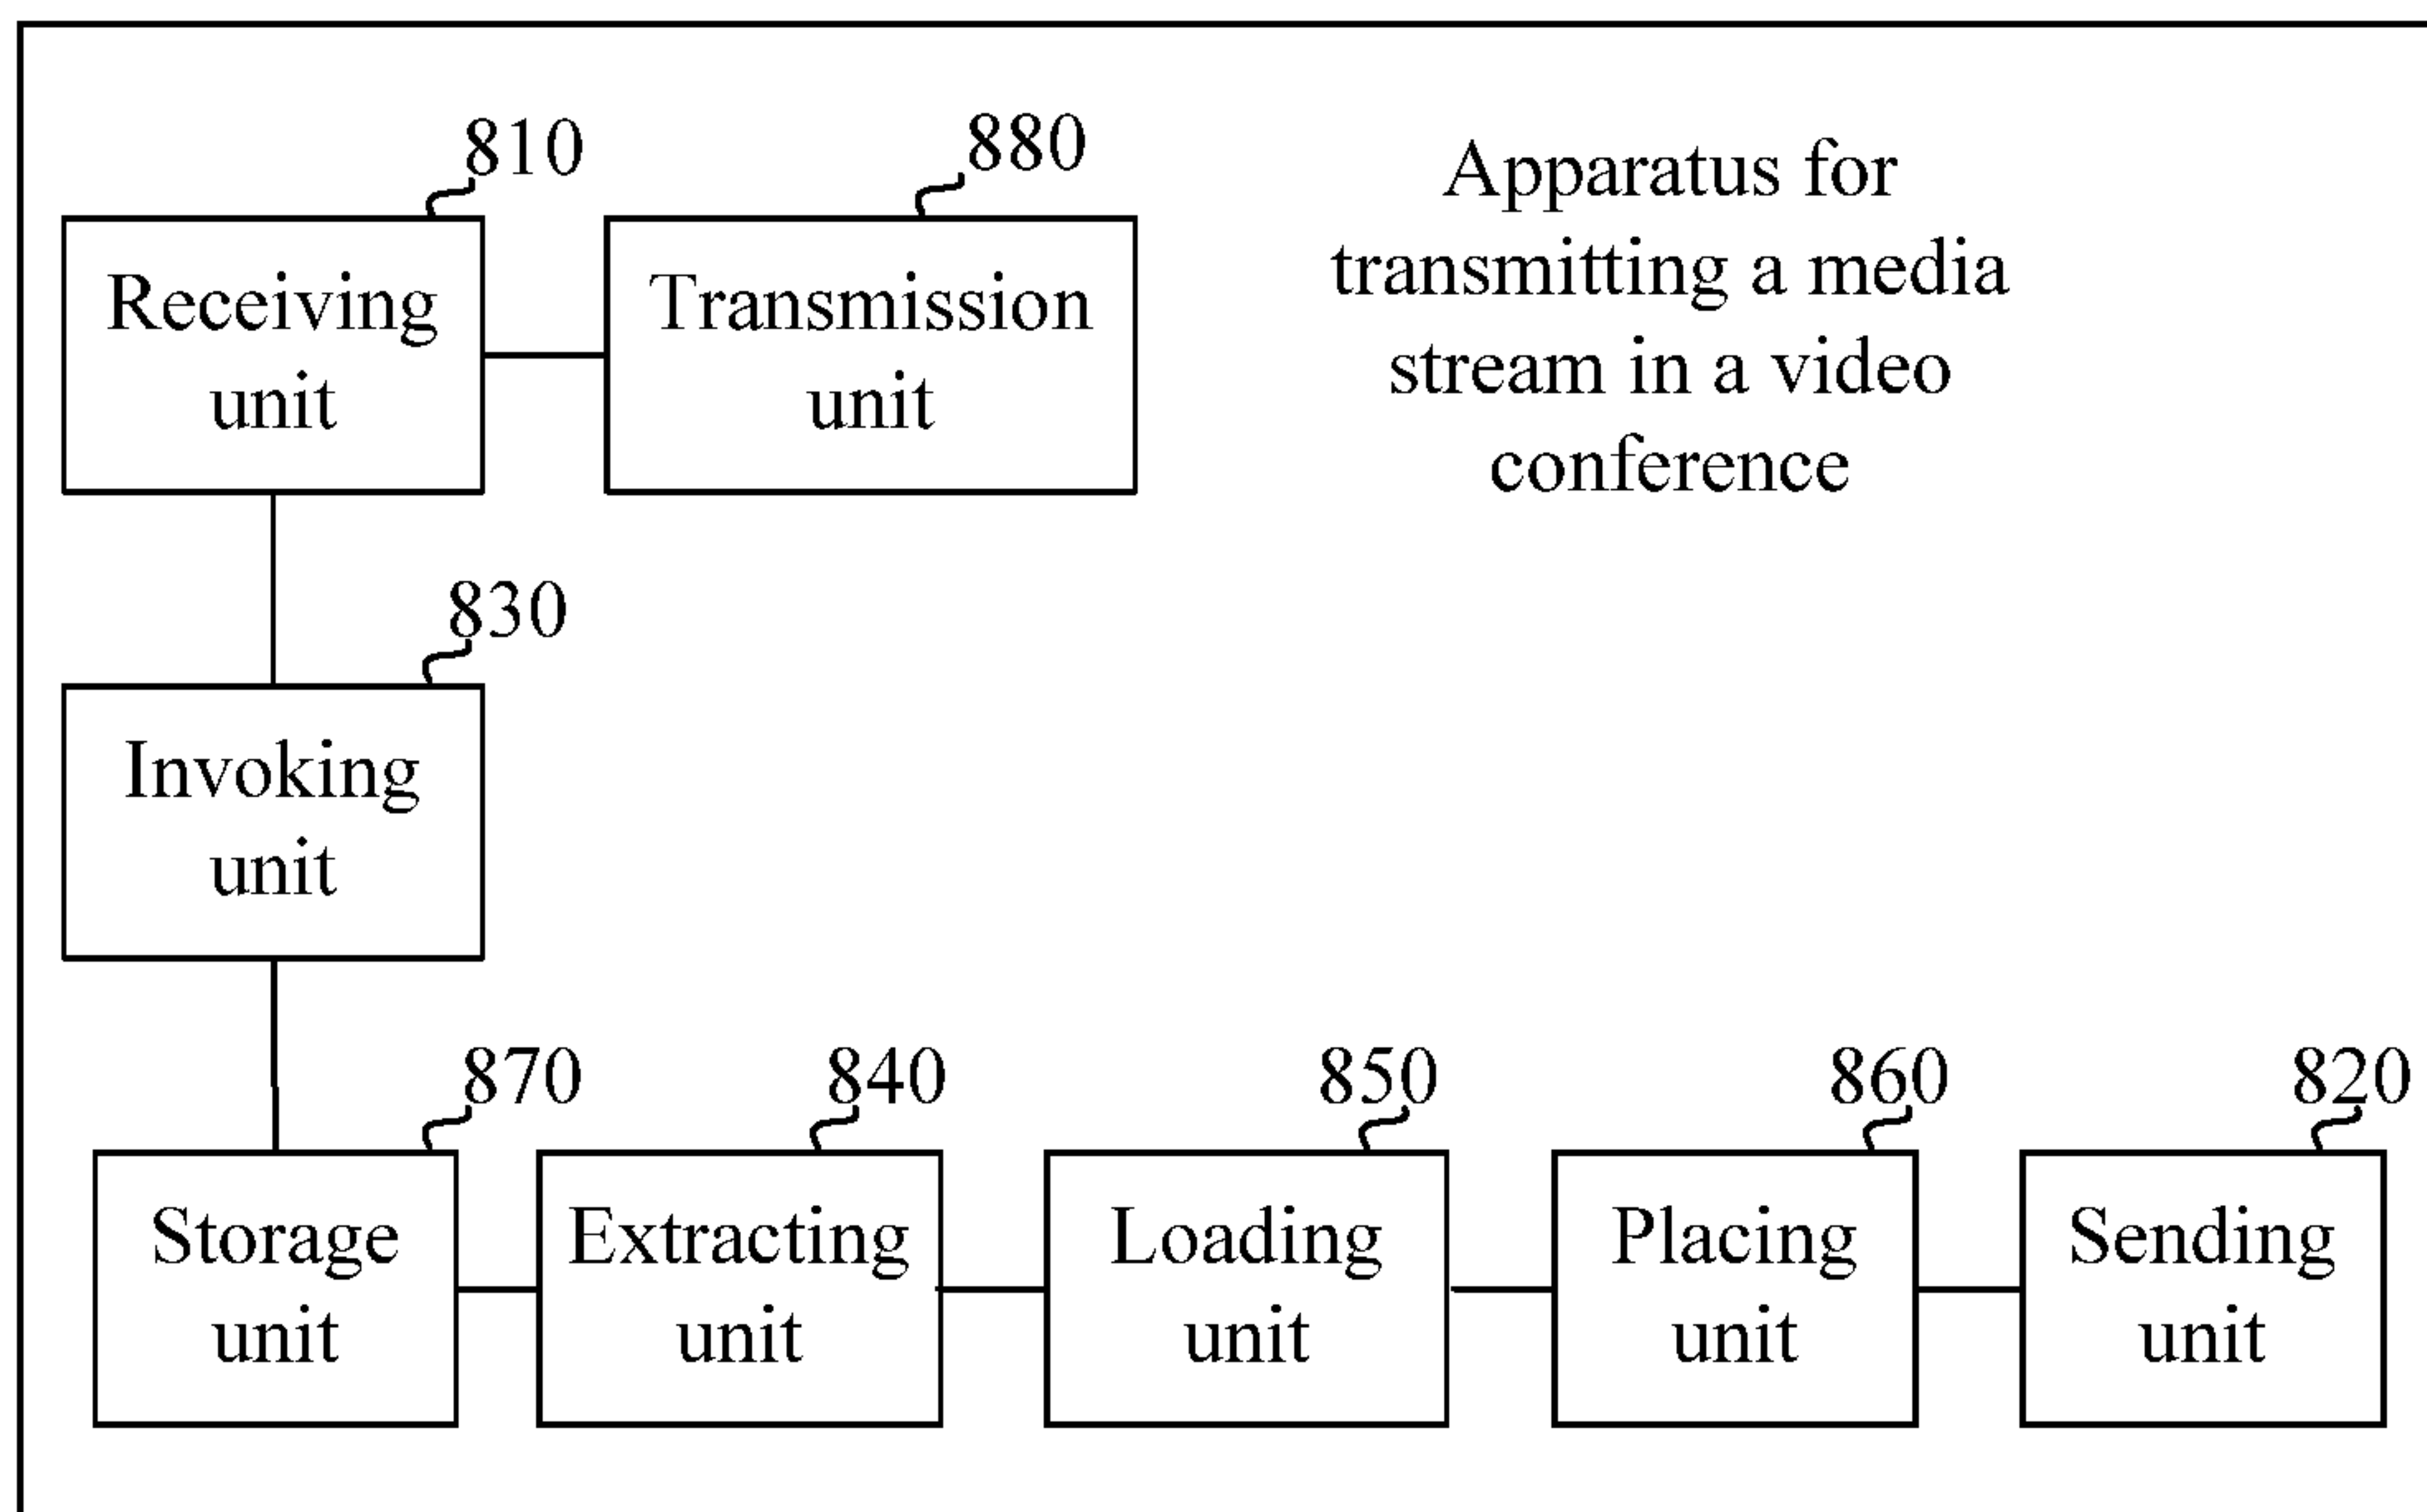 810
880
Apparatus for
transmitting a media
stream in a video
conference
Receiving
unit
Transmission
unit
830
Invoking
unit
870
840
850
860
820
Storage
unit
Extracting
unit
Loading
unit
Placing
unit
Sending
unit